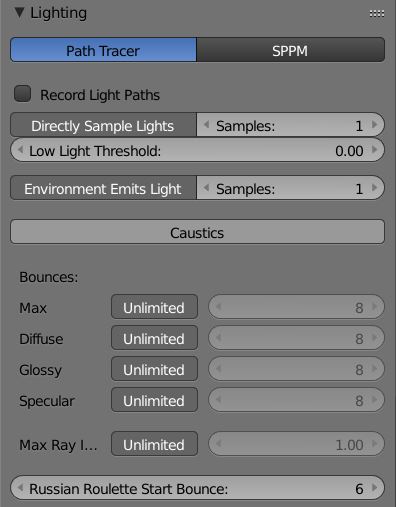 Lighting
Path Tracer SPPM
Record Light Paths
Directly Sample Lights Samples: 1
Low Light Threshold: 0.00
Environment Emits Light Samples: 1
Caustics
Bounces:
Max Unlimited 8
Diffuse Unlimited 8
Glossy Unlimited 8
Specular Unlimited 8
Max Ray I... Unlimited 1.00
Russian Roulette Start Bounce: 6